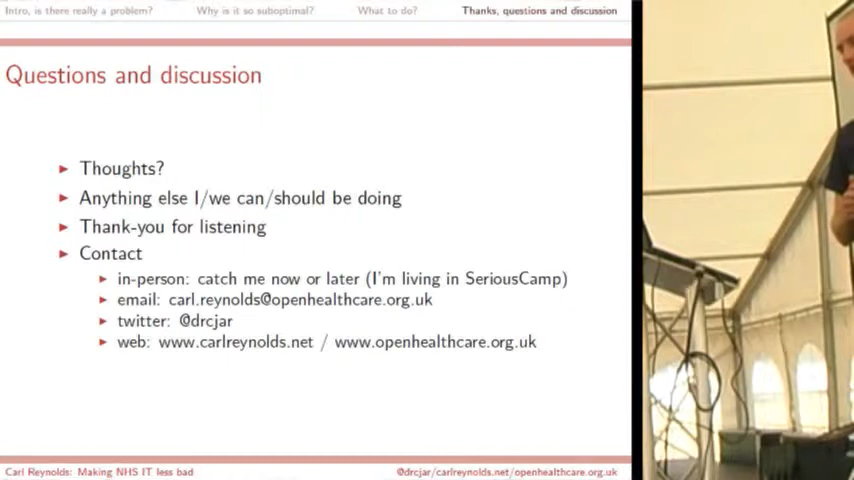 Intro, is there really a problem? Why is it so suboptimal? What to do? Thanks, questions and discussion
Questions and discussion
Thoughts?
Anything else I/we can/should be doing
Thank-you for listening
Contact
in-person: catch me now or later (I'm living in SeriousCamp)
email: carl.reynolds@openhealthcare.org.uk
twitter: @drcjar
web: www.carlreynolds.net / www.openhealthcare.org.uk
Carl Reynolds: Making NHS IT less bad @drcjar/carlreynolds.net/openhealthcare.org.uk